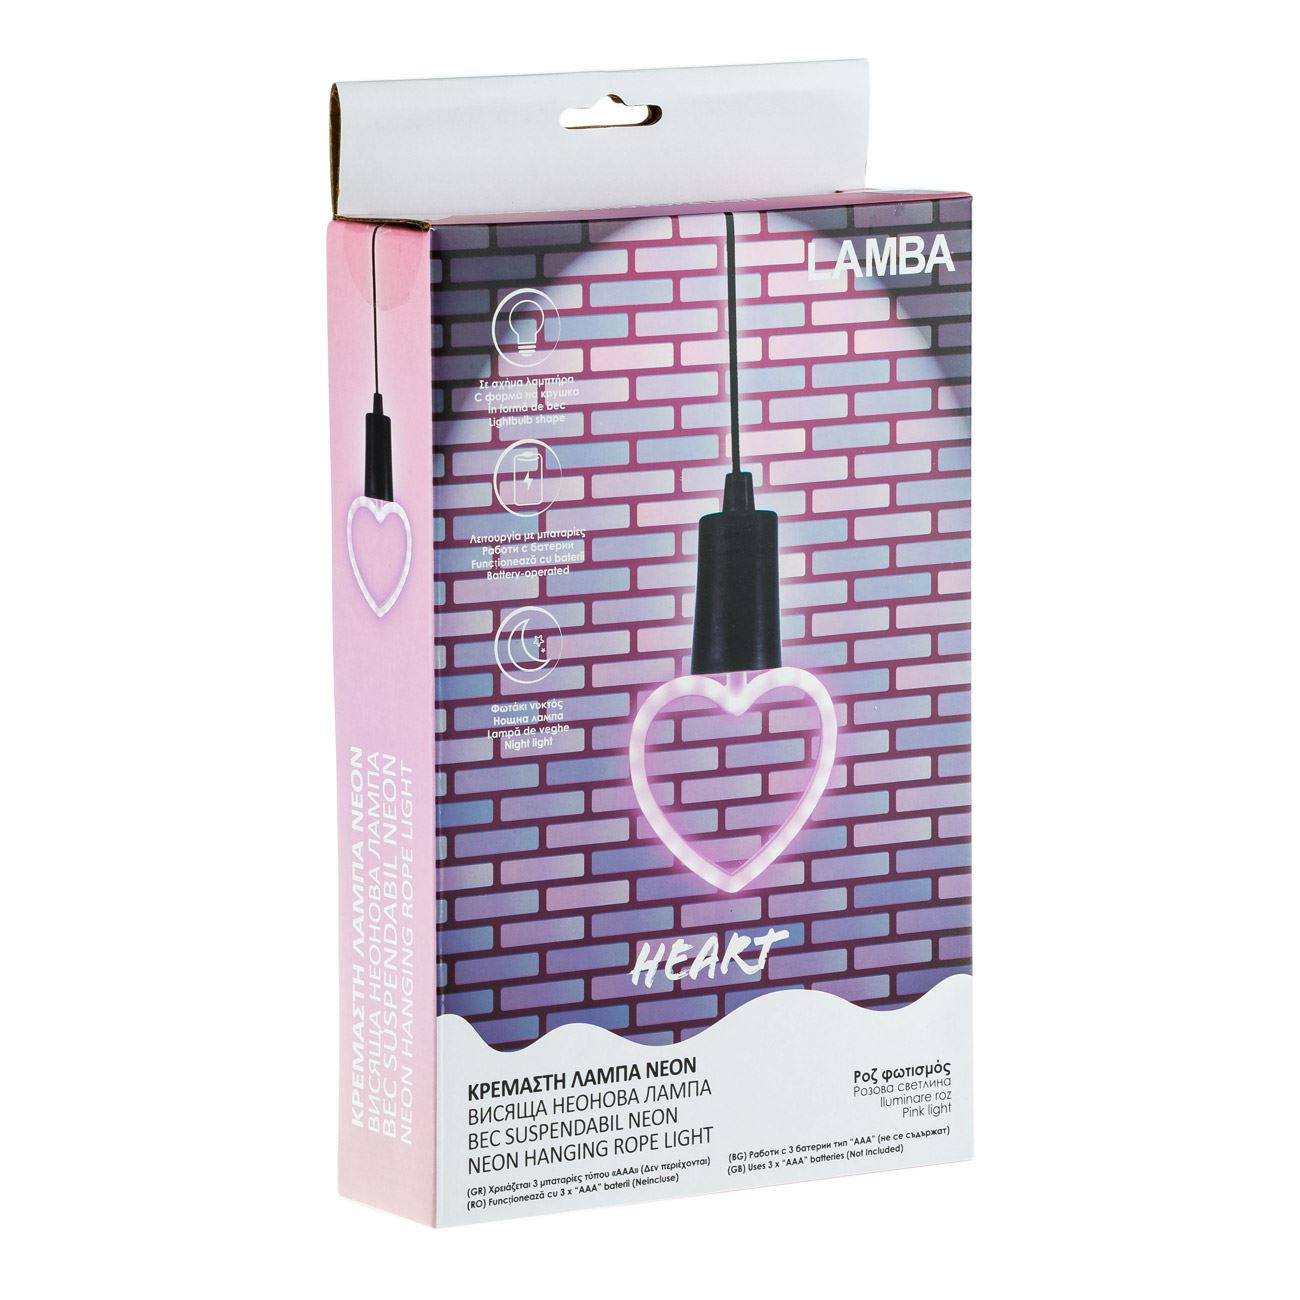 LAMBA
Σε σχήμα λαμπτήρα
С форма на крушка
În formă de bec
Lightbulb shape
Λειτουργία με μπαταρίες
Работи с батерии
Funcționează cu baterii
Battery-operated
Φωτάκι νυκτός
Нощна лампа
Lampă de veghe
Night light
HEART
ΚΡΕΜΑΣΤΗ ΛΑΜΠΑ ΝΕΟΝ
ВИСЯЩА НЕОНОВА ЛАМПА
BEC SUSPENDABIL NEON
NEON HANGING ROPE LIGHT
Ροζ φωτισμός
Розова светлина
Iluminare roz
Pink light
(GR) Χρειάζεται 3 μπαταρίες τύπου «AAA» (Δεν περιέχονται)
(RO) Funcționează cu 3 x "AAA" baterii (Neincluse)
(BG) Работи с 3 батерии тип "AAA" (не се съдържат)
(GB) Uses 3 x "AAA" batteries (Not Included)
ΚΡΕΜΑΣΤΗ ΛΑΜΠΑ ΝΕΟΝ
ВИСЯЩА НЕОНОВА ЛАМПА
BEC SUSPENDABIL NEON
NEON HANGING ROPE LIGHT